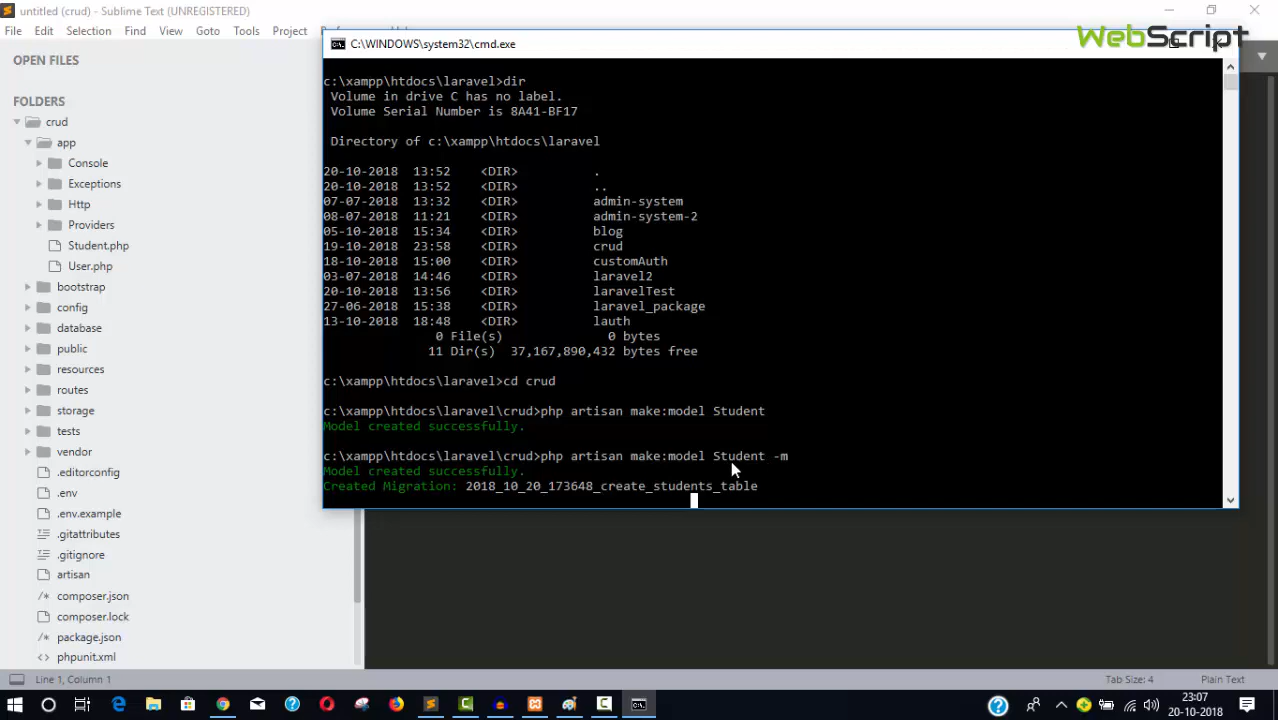 untitled (crud) - Sublime Text (UNREGISTERED)
File Edit Selection Find View Goto Tools Project
WebScript
OPEN FILES
FOLDERS
crud
app
Console
Exceptions
Http
Providers
Student.php
User.php
bootstrap
config
database
public
resources
routes
storage
tests
vendor
.editorconfig
.env
.env.example
.gitattributes
.gitignore
artisan
composer.json
composer.lock
package.json
phpunit.xml
C:\WINDOWS\system32\cmd.exe
c:\xampp\htdocs\laravel>dir
Volume in drive C has no label.
Volume Serial Number is 8A41-BF17
Directory of c:\xampp\htdocs\laravel
20-10-2018 13:52 <DIR> .
20-10-2018 13:52 <DIR> ..
07-07-2018 13:32 <DIR> admin-system
08-07-2018 11:21 <DIR> admin-system-2
05-10-2018 15:34 <DIR> blog
19-10-2018 23:58 <DIR> crud
18-10-2018 15:00 <DIR> customAuth
03-07-2018 14:46 <DIR> laravel2
20-10-2018 13:56 <DIR> laravelTest
27-06-2018 15:38 <DIR> laravel_package
13-10-2018 18:48 <DIR> lauth
0 File(s) 0 bytes
11 Dir(s) 37,167,890,432 bytes free
c:\xampp\htdocs\laravel>cd crud
c:\xampp\htdocs\laravel\crud>php artisan make:model Student
Model created successfully.
c:\xampp\htdocs\laravel\crud>php artisan make:model Student -m
Model created successfully.
Created Migration: 2018_10_20_173648_create_students_table
Line 1, Column 1
Tab Size: 4
Plain Text
23:07
20-10-2018